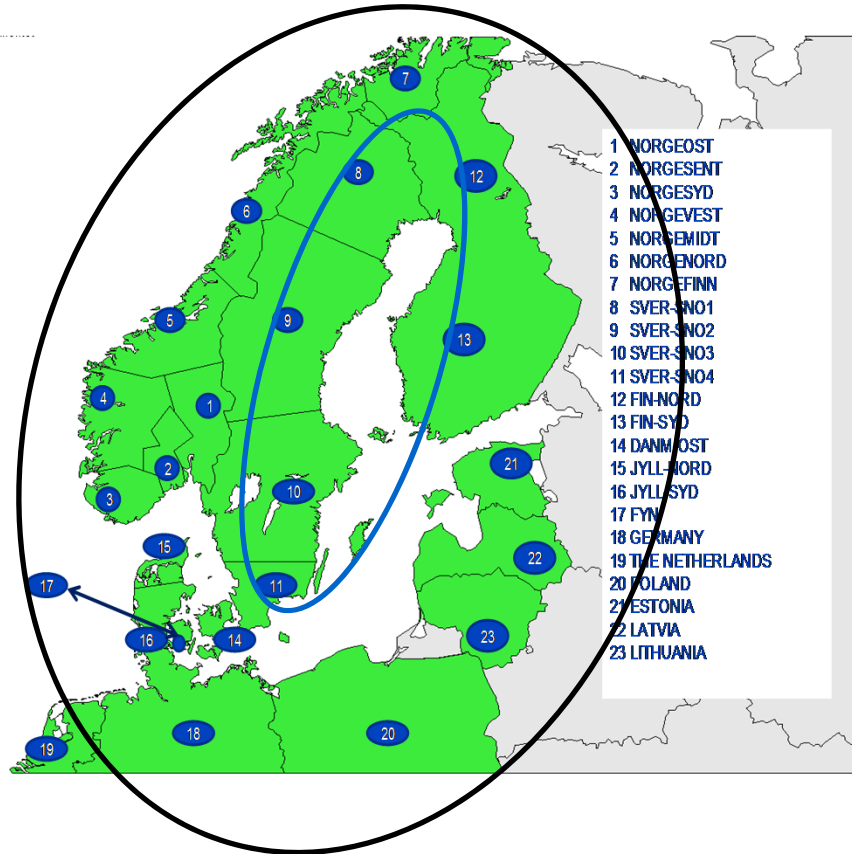 7
8
12
6
5
9
13
4
1
2
21
3
10
15
22
17
11
16
14
23
18
20
19
1 NORGEOST
2 NORGESENT
3 NORGESYD
4 NORGEVEST
5 NORGEMIDT
6 NORGENORD
7 NORGEFINN
8 SVER-SNO1
9 SVER-SNO2
10 SVER-SNO3
11 SVER-SNO4
12 FIN-NORD
13 FIN-SYD
14 DANM-OST
15 JYLL-NORD
16 JYLL-SYD
17 FYN
18 GERMANY
19 THE NETHERLANDS
20 POLAND
21 ESTONIA
22 LATVIA
23 LITHUANIA